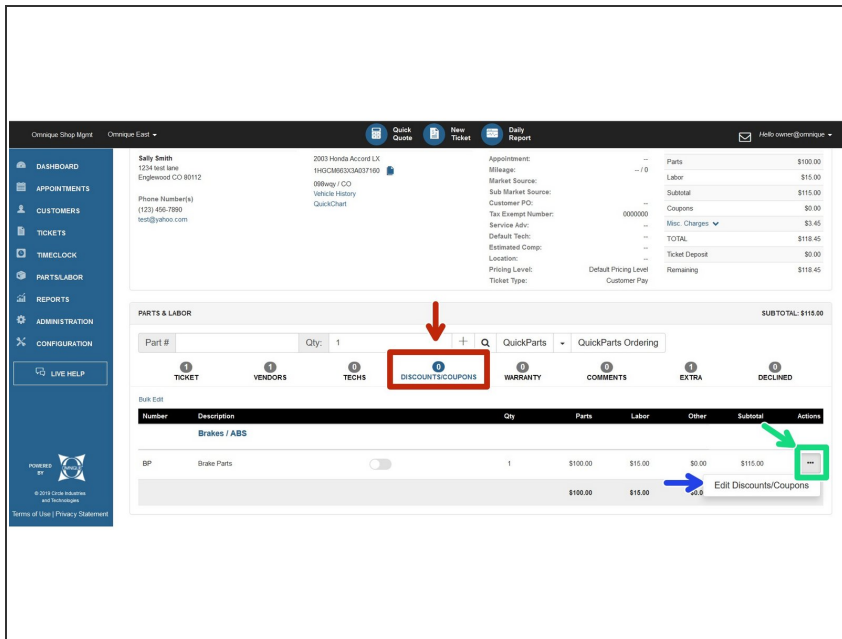 Omnique Shop Mgmt Omnique East
Quick Quote
New Ticket
Daily Report
Hello owner@omnique
DASHBOARD
APPOINTMENTS
CUSTOMERS
TICKETS
TIMECLOCK
PARTS/LABOR
REPORTS
ADMINISTRATION
CONFIGURATION
LIVE HELP
POWERED BY
OMNIQUE
© 2019 Circle Industries
and Technologies
Terms of Use | Privacy Statement
Sally Smith
1234 test lane
Englewood CO 80112
Phone Number(s)
(123) 456-7890
test@yahoo.com
2003 Honda Accord LX
1HGCM663X3A037160
098wqy / CO
Vehicle History
QuickChart
Appointment: --
Mileage: -- / 0
Market Source:
Sub Market Source:
Customer PO: --
Tax Exempt Number: 0000000
Service Adv: --
Default Tech: --
Estimated Comp: --
Location: --
Pricing Level: Default Pricing Level
Ticket Type: Customer Pay
Parts $100.00
Labor $15.00
Subtotal $115.00
Coupons $0.00
Misc. Charges $3.45
TOTAL $118.45
Ticket Deposit $0.00
Remaining $118.45
PARTS & LABOR SUBTOTAL: $115.00
Part # Qty: 1 + QuickParts QuickParts Ordering
1 1 0 0 0 0 1 0
TICKET VENDORS TECHS DISCOUNTS/COUPONS WARRANTY COMMENTS EXTRA DECLINED
Bulk Edit
Number Description Qty Parts Labor Other Subtotal Actions
Brakes / ABS
BP Brake Parts 1 $100.00 $15.00 $0.00 $115.00 ...
Edit Discounts/Coupons
$100.00 $15.00